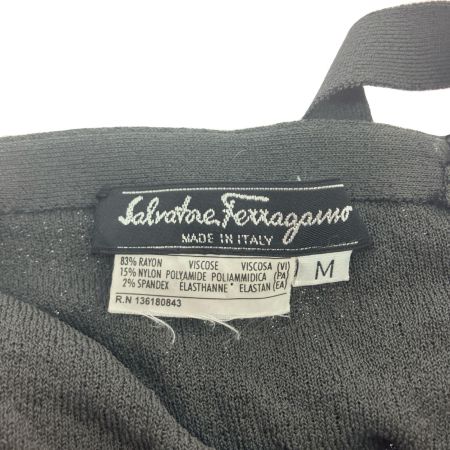 Salvatore Ferragamo
MADE IN ITALY
83% RAYON VISCOSE VISCOSA (VI)
15% NYLON POLYAMIDE POLIAMMIDICA (PA)
2% SPANDEX ELASTHANNE ELASTAN (EA)
R.N 136180843
M